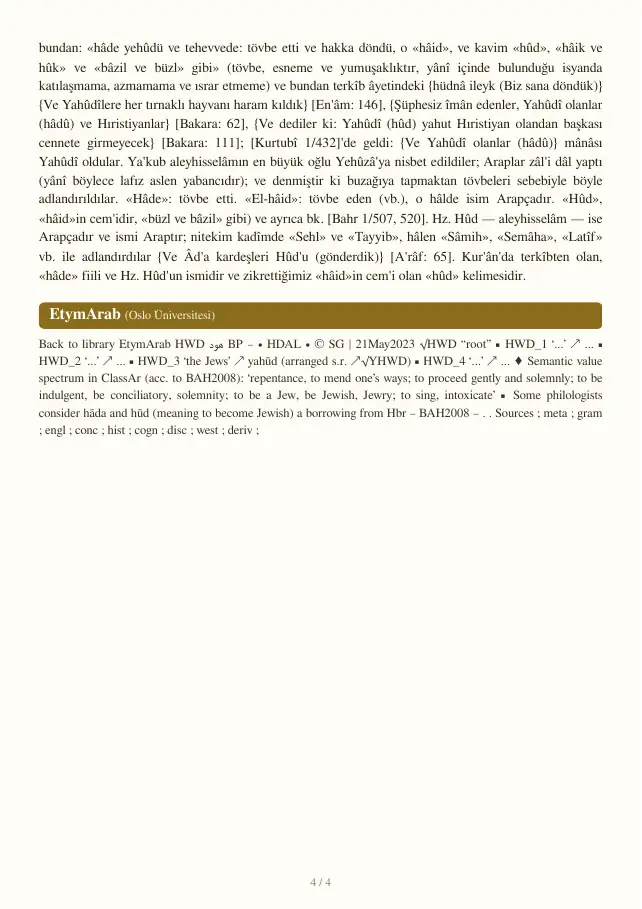 bundan: «hâde yehûdü ve tehevvede: tövbe etti ve hakka döndü, o «hâid», ve kavim «hûd», «hâik ve
hûk» ve «bâzil ve büzl» gibi» (tövbe, esneme ve yumuşaklıktır, yânî içinde bulunduğu isyanda
katılaşmama, azmamama ve ısrar etmeme) ve bundan terkîb âyetindeki {hüdnâ ileyk (Biz sana döndük)}
{Ve Yahûdîlere her tırnaklı hayvanı haram kıldık} [En'âm: 146], {Şüphesiz îmân edenler, Yahûdî olanlar
(hâdû) ve Hıristiyanlar} [Bakara: 62], {Ve dediler ki: Yahûdî (hûd) yahut Hıristiyan olandan başkası
cennete girmeyecek} [Bakara: 111]; [Kurtubî 1/432]'de geldi: {Ve Yahûdî olanlar (hâdû)} mânâsı
Yahûdî oldular. Ya'kub aleyhisselâmın en büyük oğlu Yehûzâ'ya nisbet edildiler; Araplar zâl'i dâl yaptı
(yânî böylece lafız aslen yabancıdır); ve denmiştir ki buzağıya tapmaktan tövbeleri sebebiyle böyle
adlandırıldılar. «Hâde»: tövbe etti. «El-hâid»: tövbe eden (vb.), o hâlde isim Arapçadır. «Hûd»,
«hâid»in cem'idir, «büzl ve bâzil» gibi) ve ayrıca bk. [Bahr 1/507, 520]. Hz. Hûd — aleyhisselâm — ise
Arapçadır ve ismi Araptır; nitekim kadîmde «Sehl» ve «Tayyib», hâlen «Sâmih», «Semâha», «Latîf»
vb. ile adlandırdılar {Ve Âd'a kardeşleri Hûd'u (gönderdik)} [A'râf: 65]. Kur'ân'da terkîbten olan,
«hâde» fiili ve Hz. Hûd'un ismidir ve zikrettiğimiz «hâid»in cem'i olan «hûd» kelimesidir.
EtymArab (Oslo Üniversitesi)
Back to library EtymArab HWD هود BP – • HDAL • © SG | 21May2023 √HWD “root” ▪ HWD_1 ‘...’ ↗ ... ▪
HWD_2 ‘...’ ↗ ... ▪ HWD_3 ‘the Jews’ ↗ yahūd (arranged s.r. ↗√YHWD) ▪ HWD_4 ‘...’ ↗ ... ♦ Semantic value
spectrum in ClassAr (acc. to BAH2008): ‘repentance, to mend one’s ways; to proceed gently and solemnly; to be
indulgent, be conciliatory, solemnity; to be a Jew, be Jewish, Jewry; to sing, intoxicate’ ▪ Some philologists
consider hāda and hūd (meaning to become Jewish) a borrowing from Hbr – BAH2008 – . . Sources ; meta ; gram
; engl ; conc ; hist ; cogn ; disc ; west ; deriv ;
4 / 4